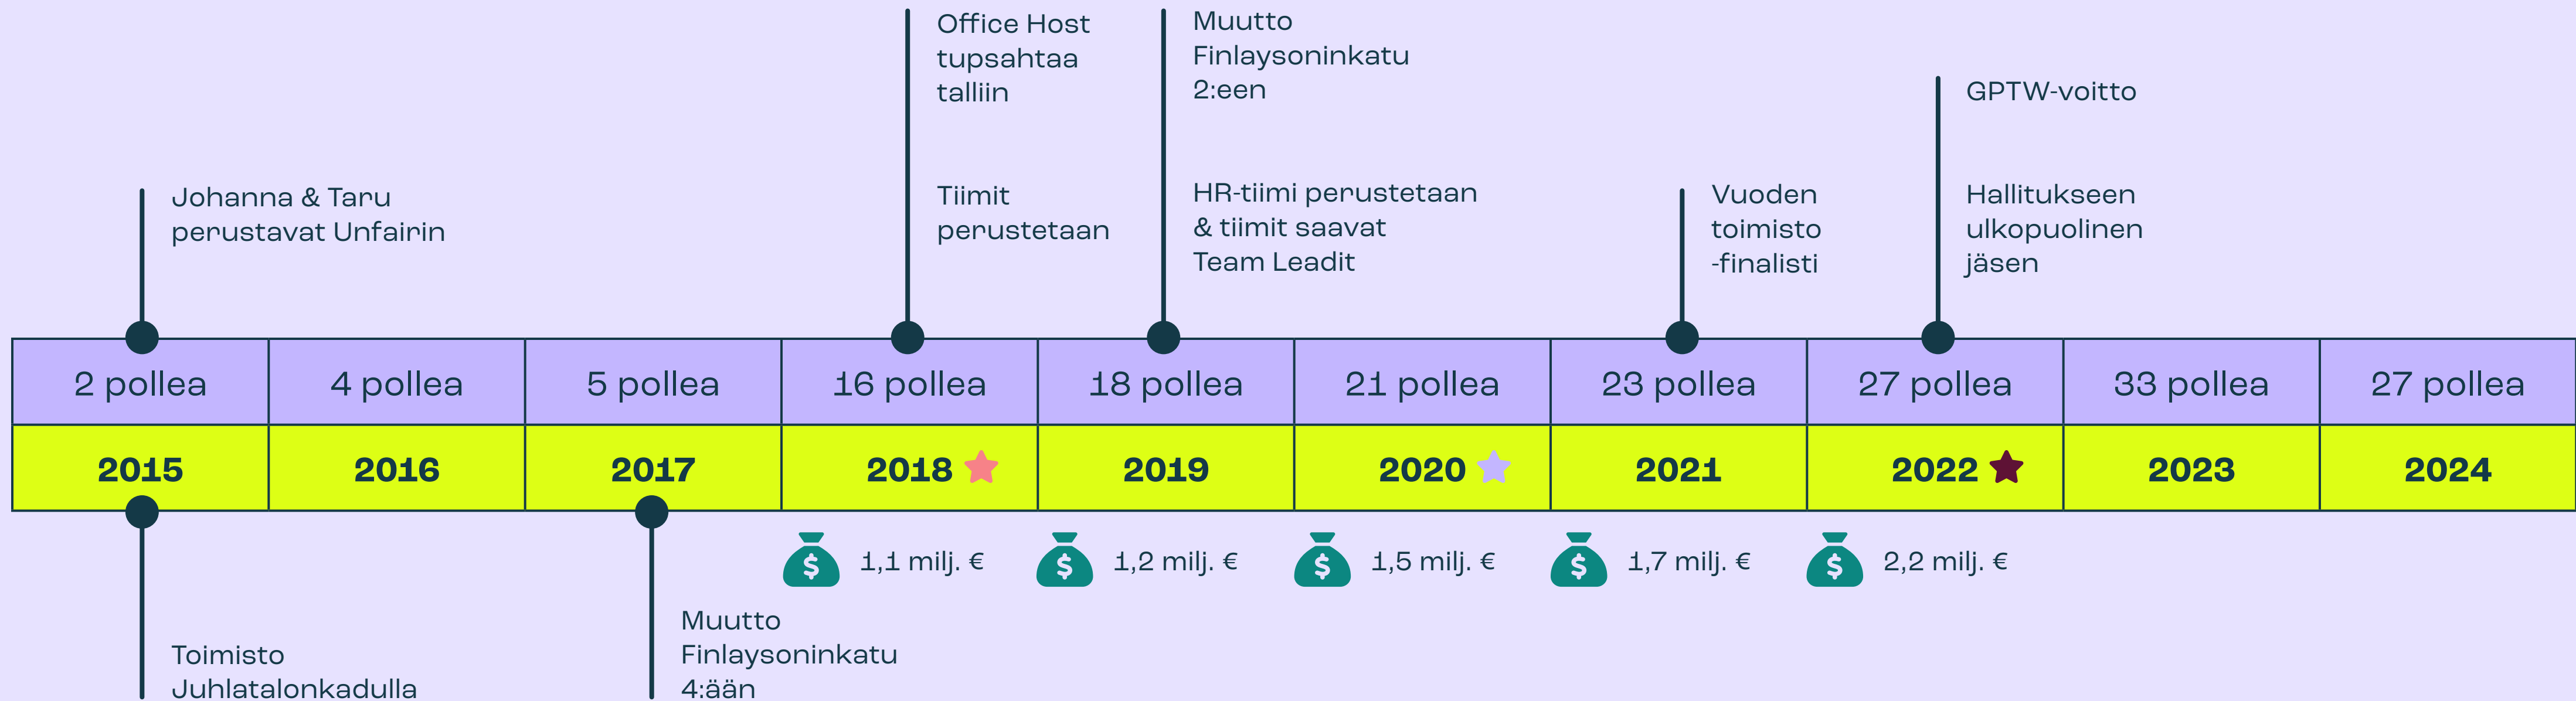 Office Host
tupsahtaa
talliin
Tiimit
perustetaan
Muutto
Finlaysoninkatu
2:een
HR-tiimi perustetaan
& tiimit saavat
Team Leadit
GPTW-voitto
Hallitukseen
ulkopuolinen
jäsen
Johanna & Taru
perustavat Unfairin
Vuoden
toimisto
-finalisti
2 pollea
4 pollea
5 pollea
16 pollea
18 pollea
21 pollea
23 pollea
27 pollea
33 pollea
27 pollea
2015
2016
2017
2018
2019
2020
2021
2022
2023
2024
$ 1,1 milj. €
$ 1,2 milj. €
$ 1,5 milj. €
$ 1,7 milj. €
$ 2,2 milj. €
Toimisto
Juhlatalonkadulla
Muutto
Finlaysoninkatu
4:ään